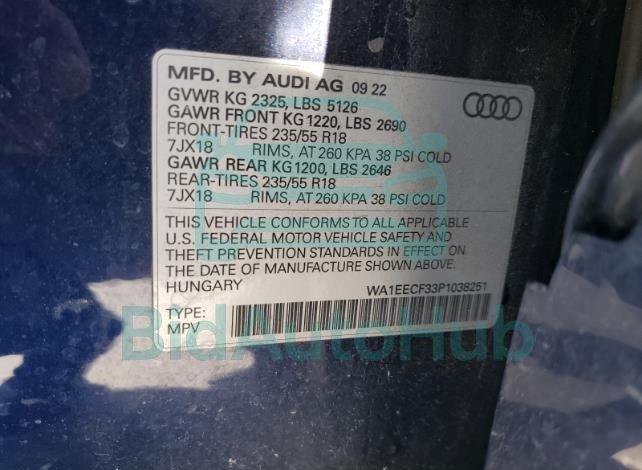 MFD. BY AUDI AG 09 22
GVWR KG 2325, LBS 5126
GAWR FRONT KG 1220, LBS 2690
FRONT-TIRES 235/55 R18
7JX18 RIMS, AT 260 KPA 38 PSI COLD
GAWR REAR KG 1200, LBS 2646
REAR-TIRES 235/55 R18
7JX18 RIMS, AT 260 KPA 38 PSI COLD
THIS VEHICLE CONFORMS TO ALL APPLICABLE
U.S. FEDERAL MOTOR VEHICLE SAFETY AND
THEFT PREVENTION STANDARDS IN EFFECT ON
THE DATE OF MANUFACTURE SHOWN ABOVE.
HUNGARY WA1EECF33P1038251
TYPE:
MPV
BidAutoHub